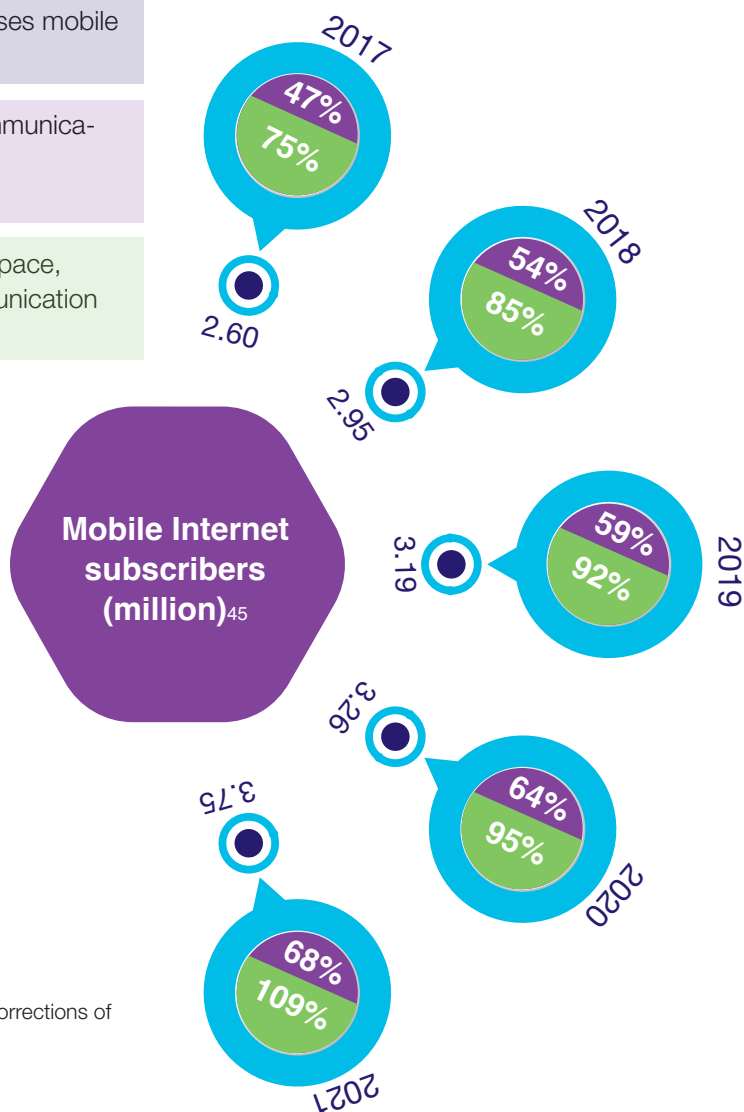 ses mobile
mmunica-
pace,
unication
2017
47%
75%
2.60
2018
54%
85%
2.95
Mobile Internet
subscribers
(million)45
2019
59%
92%
3.19
2020
64%
95%
3.26
2021
68%
109%
3.75
orrections of